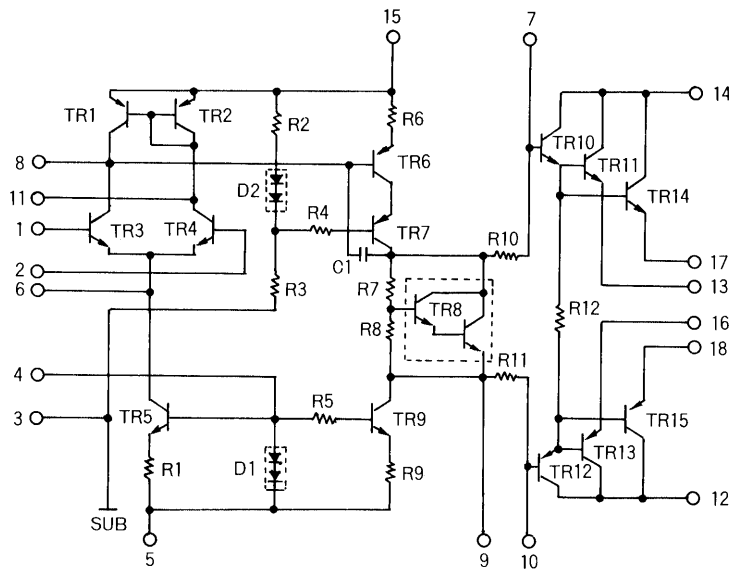 15
7
14
TR1
TR2
R2
R6
TR10
TR11
8
TR6
D2
TR14
11
R4
1
TR3
TR4
TR7
R10
17
2
C1
6
R3
R7
TR8
13
R12
16
R8
18
4
R11
R5
TR15
3
TR5
TR9
TR13
R1
D1
R9
TR12
12
SUB
5
9
10